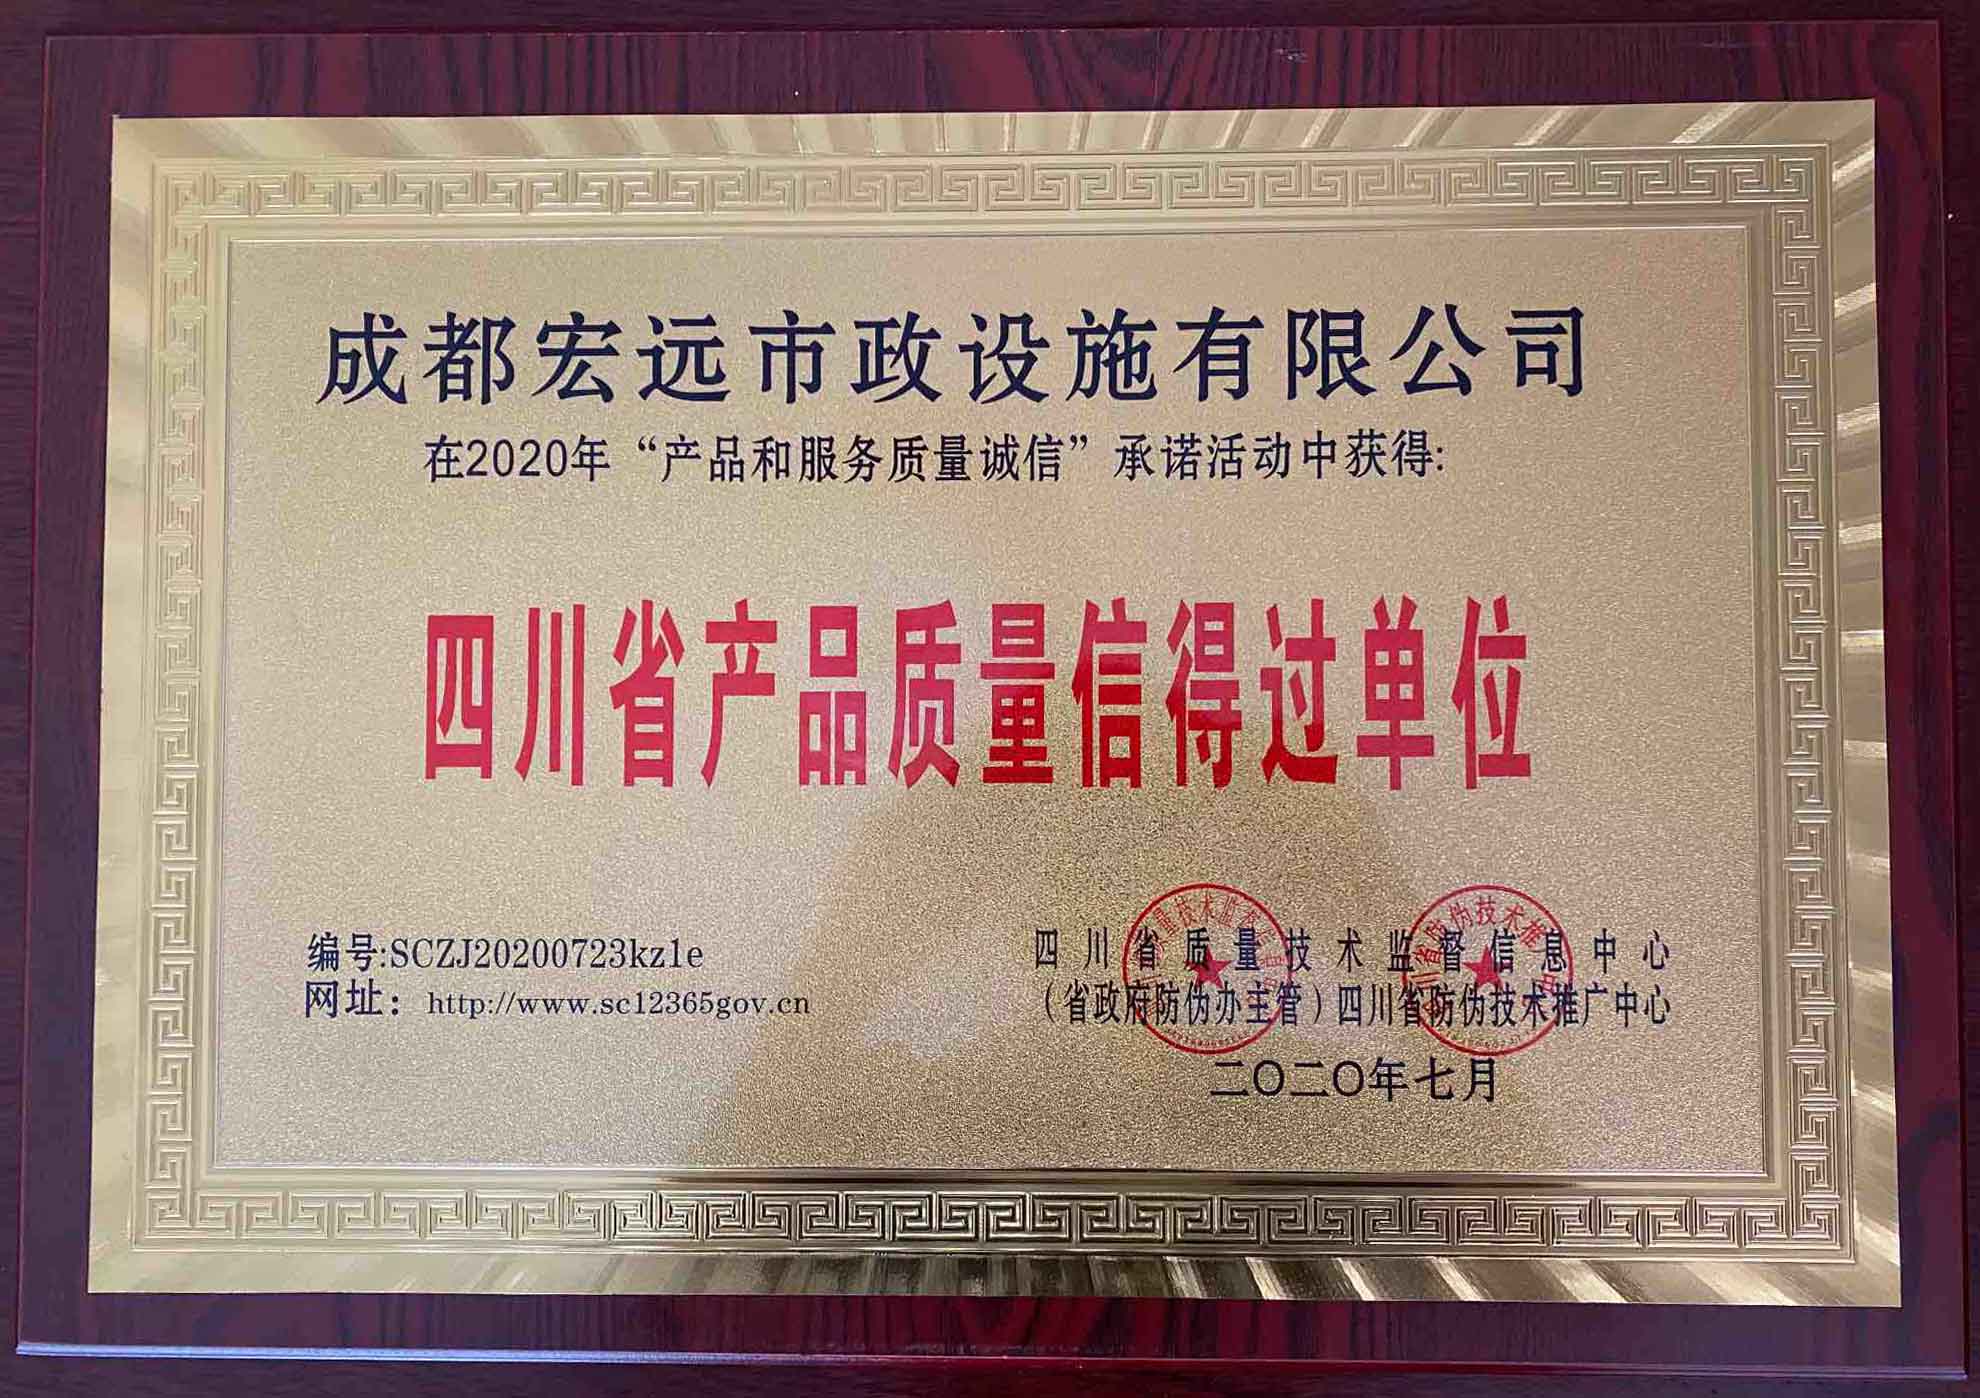 成都宏远市政设施有限公司
在2020年“产品和服务质量诚信”承诺活动中获得:
四川省产品质量信得过单位
编号:SCZJ20200723kz1e
网址：http://www.sc12365gov.cn
四川省质量技术监督信息中心
（省政府防伪办主管）四川省防伪技术推广中心
二〇二〇年七月